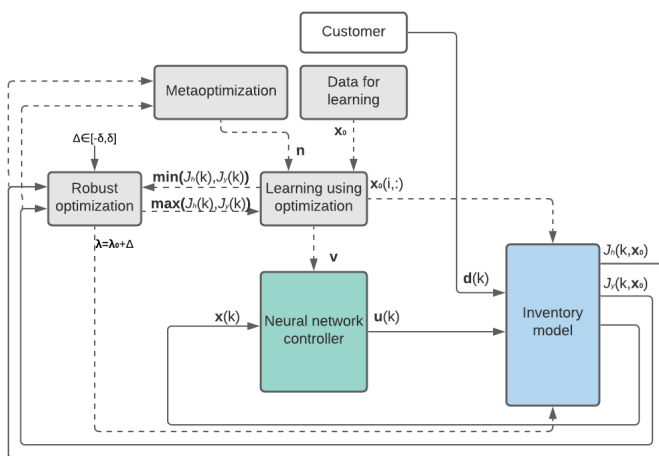 Customer
Metaoptimization
Data for
learning
x₀
Δ∈[-δ,δ]
n
min(Jₕ(k),Jᵧ(k))
x₀(i,:)
Robust
optimization
Learning using
optimization
max(Jₕ(k),Jᵧ(k))
λ=λ₀+Δ
v
Jₕ(k,x₀)
d(k)
Jᵧ(k,x₀)
x(k)
Neural network
controller
u(k)
Inventory
model